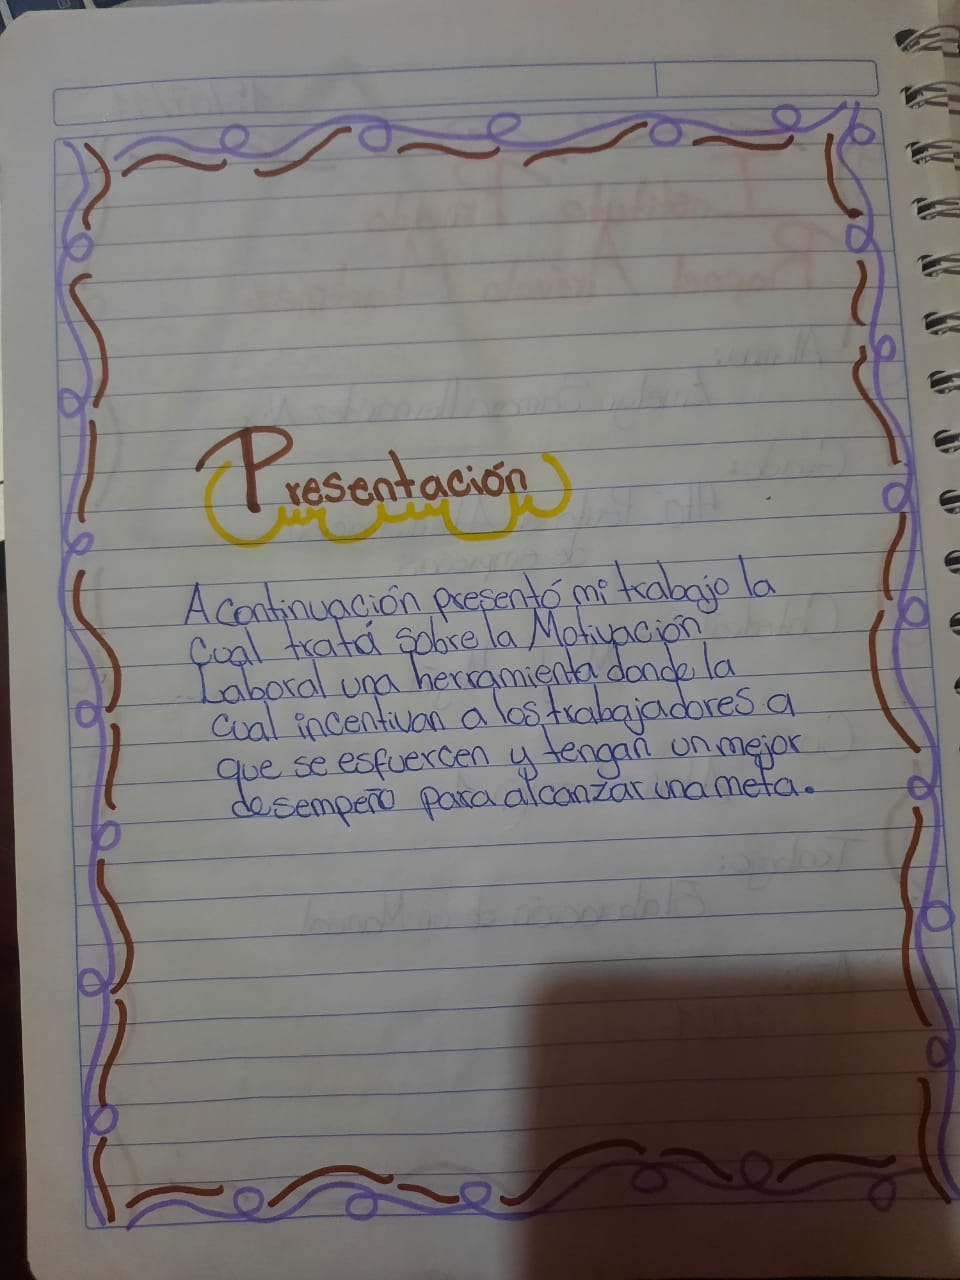 Presentación
A continuación presentó mi trabajo la
cual tratá sobre la Motivación
Laboral una herramienta donde la
cual incentivan a los trabajadores a
que se esfuercen y tengan un mejor
desempeño para alcanzar una meta.